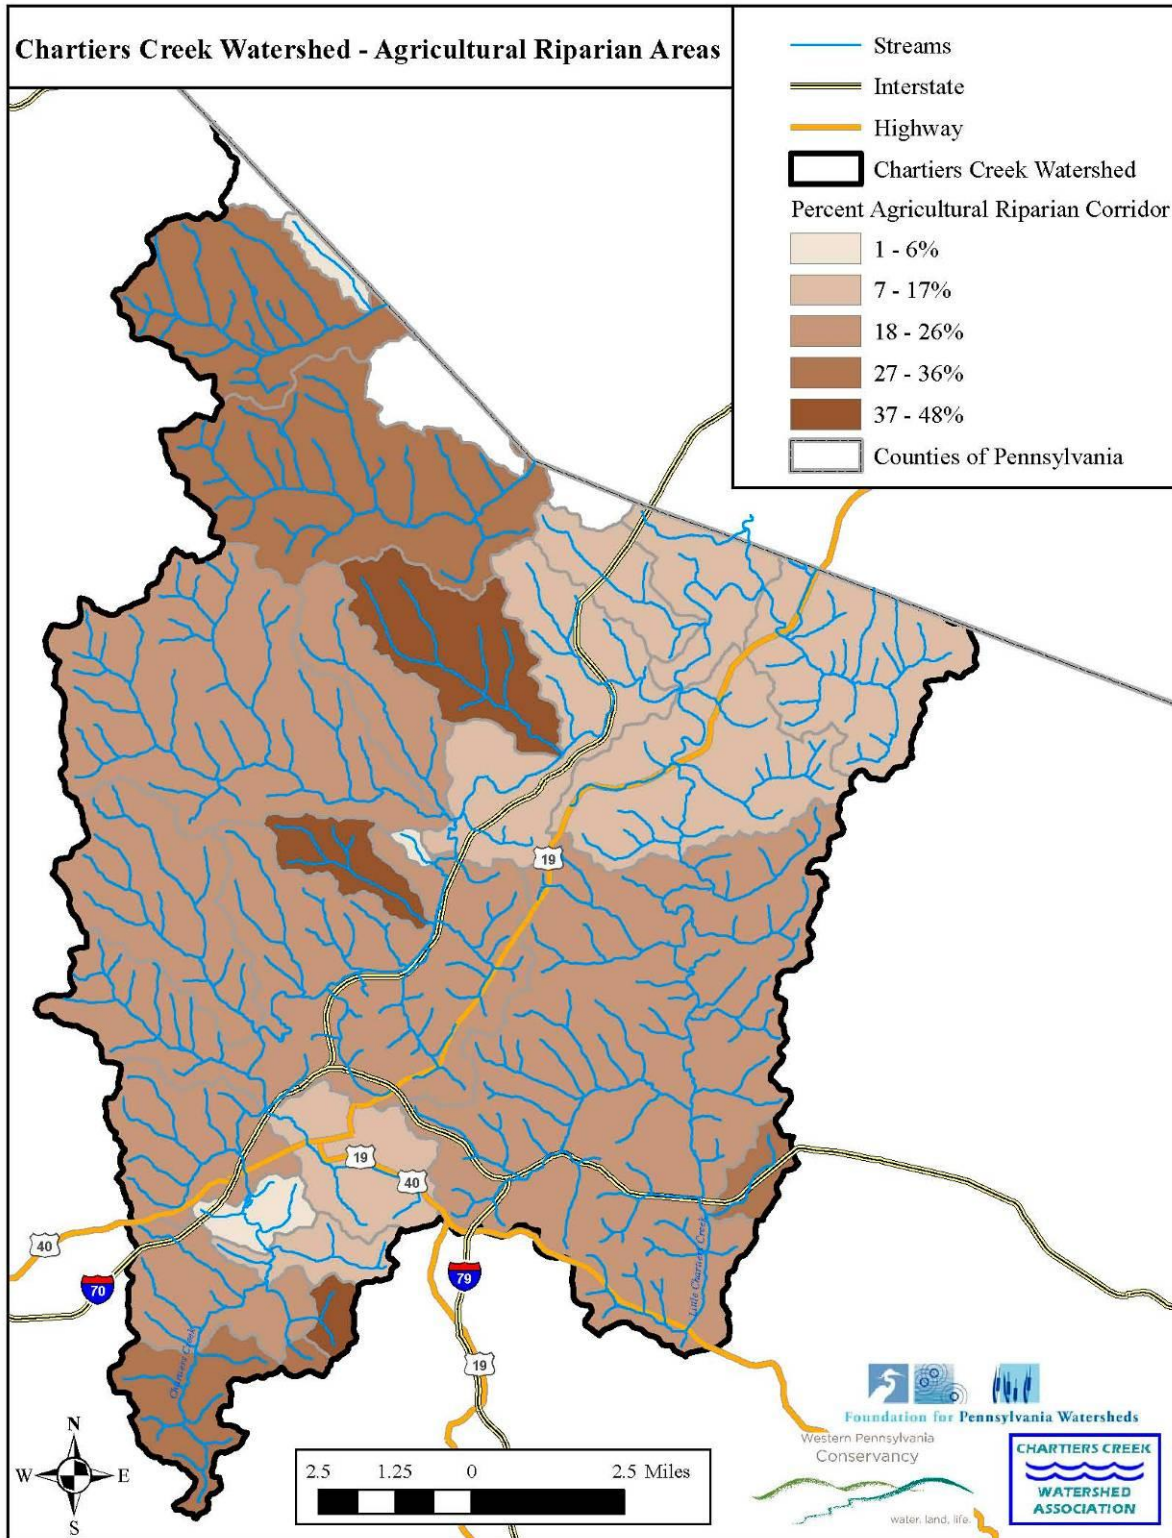 Chartiers Creek Watershed - Agricultural Riparian Areas
Streams
Interstate
Highway
Chartiers Creek Watershed
Percent Agricultural Riparian Corridor
1 - 6%
7 - 17%
18 - 26%
27 - 36%
37 - 48%
Counties of Pennsylvania
19
19
40
40
70
79
19
Little Chartiers Creek
Chartiers Creek
N
W E
S
2.5 1.25 0 2.5 Miles
Foundation for Pennsylvania Watersheds
Western Pennsylvania
Conservancy
water, land, life.
CHARTIERS CREEK
WATERSHED
ASSOCIATION